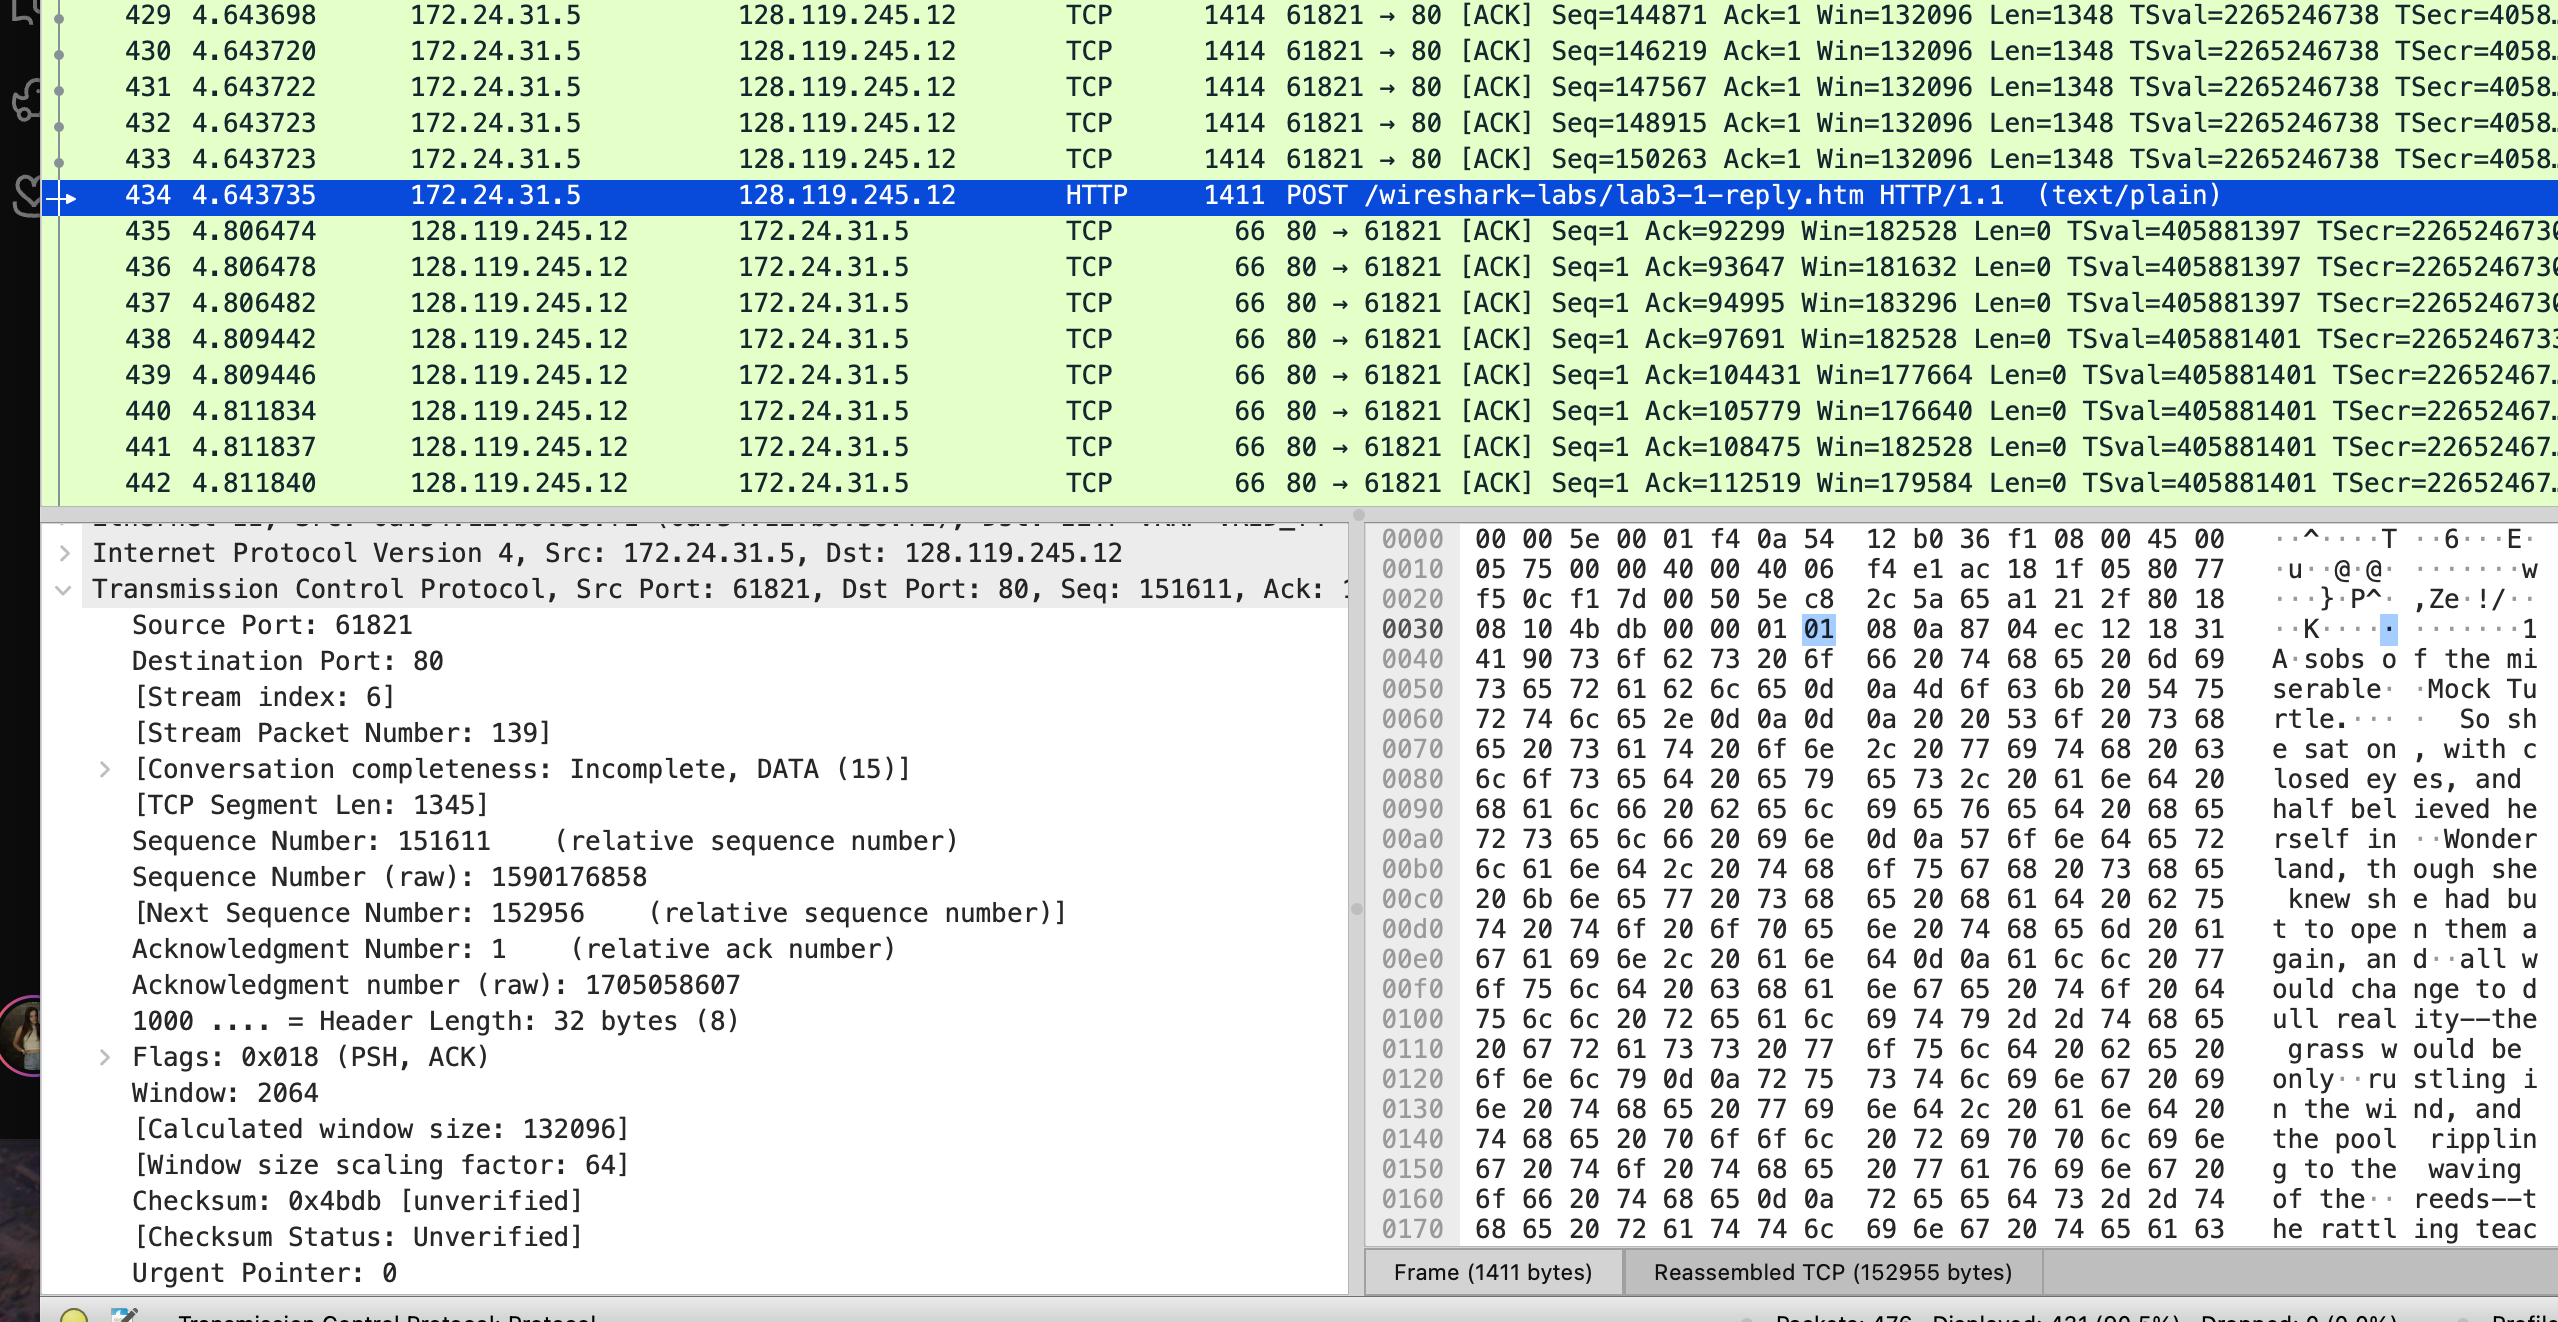 429 4.643698 172.24.31.5 128.119.245.12 TCP 1414 61821 → 80 [ACK] Seq=144871 Ack=1 Win=132096 Len=1348 TSval=2265246738 TSecr=4058…
430 4.643720 172.24.31.5 128.119.245.12 TCP 1414 61821 → 80 [ACK] Seq=146219 Ack=1 Win=132096 Len=1348 TSval=2265246738 TSecr=4058…
431 4.643722 172.24.31.5 128.119.245.12 TCP 1414 61821 → 80 [ACK] Seq=147567 Ack=1 Win=132096 Len=1348 TSval=2265246738 TSecr=4058…
432 4.643723 172.24.31.5 128.119.245.12 TCP 1414 61821 → 80 [ACK] Seq=148915 Ack=1 Win=132096 Len=1348 TSval=2265246738 TSecr=4058…
433 4.643723 172.24.31.5 128.119.245.12 TCP 1414 61821 → 80 [ACK] Seq=150263 Ack=1 Win=132096 Len=1348 TSval=2265246738 TSecr=4058…
434 4.643735 172.24.31.5 128.119.245.12 HTTP 1411 POST /wireshark-labs/lab3-1-reply.htm HTTP/1.1 (text/plain)
435 4.806474 128.119.245.12 172.24.31.5 TCP 66 80 → 61821 [ACK] Seq=1 Ack=92299 Win=182528 Len=0 TSval=405881397 TSecr=2265246730
436 4.806478 128.119.245.12 172.24.31.5 TCP 66 80 → 61821 [ACK] Seq=1 Ack=93647 Win=181632 Len=0 TSval=405881397 TSecr=2265246730
437 4.806482 128.119.245.12 172.24.31.5 TCP 66 80 → 61821 [ACK] Seq=1 Ack=94995 Win=183296 Len=0 TSval=405881397 TSecr=2265246730
438 4.809442 128.119.245.12 172.24.31.5 TCP 66 80 → 61821 [ACK] Seq=1 Ack=97691 Win=182528 Len=0 TSval=405881401 TSecr=2265246733
439 4.809446 128.119.245.12 172.24.31.5 TCP 66 80 → 61821 [ACK] Seq=1 Ack=104431 Win=177664 Len=0 TSval=405881401 TSecr=22652467…
440 4.811834 128.119.245.12 172.24.31.5 TCP 66 80 → 61821 [ACK] Seq=1 Ack=105779 Win=176640 Len=0 TSval=405881401 TSecr=22652467…
441 4.811837 128.119.245.12 172.24.31.5 TCP 66 80 → 61821 [ACK] Seq=1 Ack=108475 Win=182528 Len=0 TSval=405881401 TSecr=22652467…
442 4.811840 128.119.245.12 172.24.31.5 TCP 66 80 → 61821 [ACK] Seq=1 Ack=112519 Win=179584 Len=0 TSval=405881401 TSecr=22652467…
Internet Protocol Version 4, Src: 172.24.31.5, Dst: 128.119.245.12
Transmission Control Protocol, Src Port: 61821, Dst Port: 80, Seq: 151611, Ack: 1
Source Port: 61821
Destination Port: 80
[Stream index: 6]
[Stream Packet Number: 139]
[Conversation completeness: Incomplete, DATA (15)]
[TCP Segment Len: 1345]
Sequence Number: 151611 (relative sequence number)
Sequence Number (raw): 1590176858
[Next Sequence Number: 152956 (relative sequence number)]
Acknowledgment Number: 1 (relative ack number)
Acknowledgment number (raw): 1705058607
1000 .... = Header Length: 32 bytes (8)
Flags: 0x018 (PSH, ACK)
Window: 2064
[Calculated window size: 132096]
[Window size scaling factor: 64]
Checksum: 0x4bdb [unverified]
[Checksum Status: Unverified]
Urgent Pointer: 0
0000 00 00 5e 00 01 f4 0a 54 12 b0 36 f1 08 00 45 00 ··^····T ··6···E·
0010 05 75 00 00 40 00 40 06 f4 e1 ac 18 1f 05 80 77 ·u··@·@· ·······w
0020 f5 0c f1 7d 00 50 5e c8 2c 5a 65 a1 21 2f 80 18 ···}·P^· ,Ze·!/··
0030 08 10 4b db 00 00 01 01 08 0a 87 04 ec 12 18 31 ··K····· ·······1
0040 41 90 73 6f 62 73 20 6f 66 20 74 68 65 20 6d 69 A·sobs o f the mi
0050 73 65 72 61 62 6c 65 0d 0a 4d 6f 63 6b 20 54 75 serable· ·Mock Tu
0060 72 74 6c 65 2e 0d 0a 0d 0a 20 20 53 6f 20 73 68 rtle.··· ·  So sh
0070 65 20 73 61 74 20 6f 6e 2c 20 77 69 74 68 20 63 e sat on , with c
0080 6c 6f 73 65 64 20 65 79 65 73 2c 20 61 6e 64 20 losed ey es, and
0090 68 61 6c 66 20 62 65 6c 69 65 76 65 64 20 68 65 half bel ieved he
00a0 72 73 65 6c 66 20 69 6e 0d 0a 57 6f 6e 64 65 72 rself in ··Wonder
00b0 6c 61 6e 64 2c 20 74 68 6f 75 67 68 20 73 68 65 land, th ough she
00c0 20 6b 6e 65 77 20 73 68 65 20 68 61 64 20 62 75 knew sh e had bu
00d0 74 20 74 6f 20 6f 70 65 6e 20 74 68 65 6d 20 61 t to ope n them a
00e0 67 61 69 6e 2c 20 61 6e 64 0d 0a 61 6c 6c 20 77 gain, an d··all w
00f0 6f 75 6c 64 20 63 68 61 6e 67 65 20 74 6f 20 64 ould cha nge to d
0100 75 6c 6c 20 72 65 61 6c 69 74 79 2d 2d 74 68 65 ull real ity--the
0110 20 67 72 61 73 73 20 77 6f 75 6c 64 20 62 65 20 grass w ould be
0120 6f 6e 6c 79 0d 0a 72 75 73 74 6c 69 6e 67 20 69 only··ru stling i
0130 6e 20 74 68 65 20 77 69 6e 64 2c 20 61 6e 64 20 n the wi nd, and
0140 74 68 65 20 70 6f 6f 6c 20 72 69 70 70 6c 69 6e the pool  ripplin
0150 67 20 74 6f 20 74 68 65 20 77 61 76 69 6e 67 20 g to the  waving
0160 6f 66 20 74 68 65 0d 0a 72 65 65 64 73 2d 2d 74 of the·· reeds--t
0170 68 65 20 72 61 74 74 6c 69 6e 67 20 74 65 61 63 he rattl ing teac
Frame (1411 bytes) Reassembled TCP (152955 bytes)